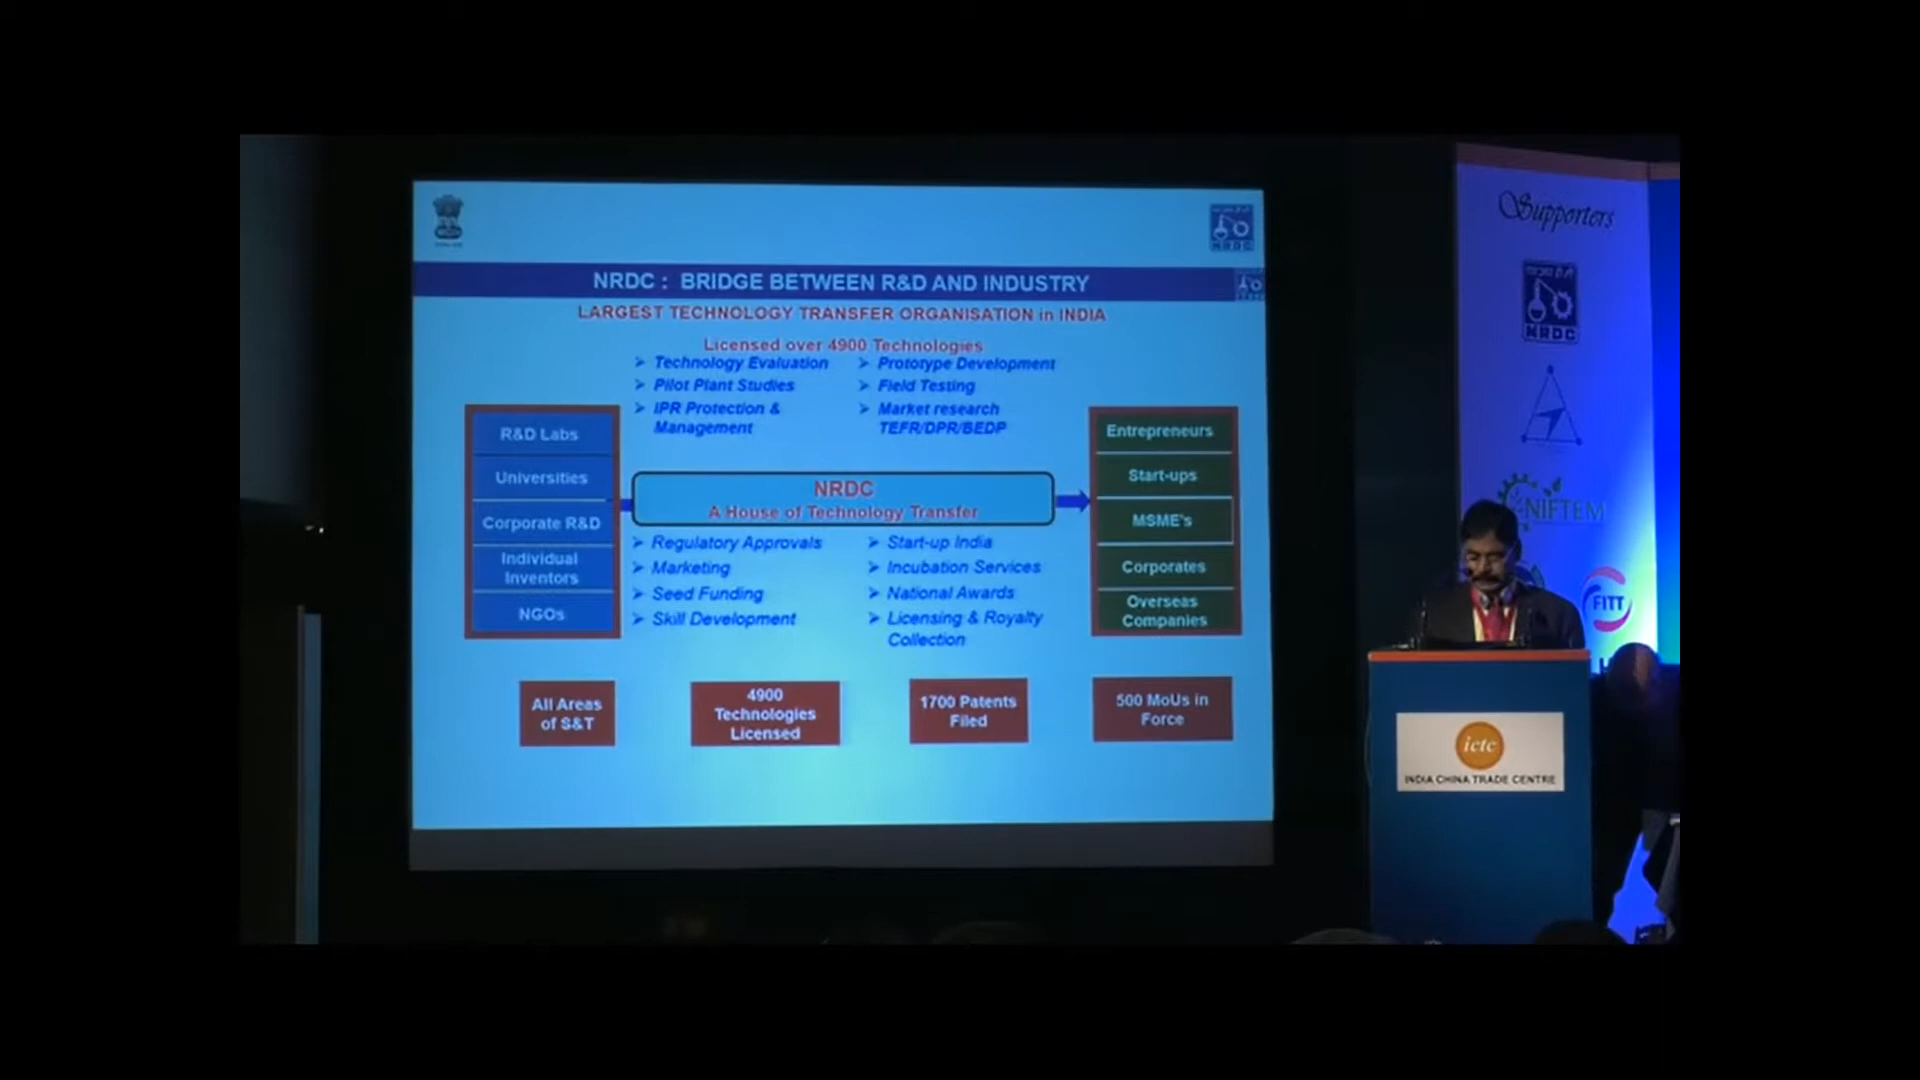 NRDC
NRDC : BRIDGE BETWEEN R&D AND INDUSTRY
LARGEST TECHNOLOGY TRANSFER ORGANISATION in INDIA
Licensed over 4900 Technologies
Technology Evaluation
Pilot Plant Studies
IPR Protection &
Management
Prototype Development
Field Testing
Market research
TEFR/DPR/BEDP
R&D Labs
Universities
Corporate R&D
Individual
Inventors
NGOs
NRDC
A House of Technology Transfer
Entrepreneurs
Start-ups
MSME's
Corporates
Overseas
Companies
Regulatory Approvals
Marketing
Seed Funding
Skill Development
Start-up India
Incubation Services
National Awards
Licensing & Royalty
Collection
All Areas
of S&T
4900
Technologies
Licensed
1700 Patents
Filed
500 MoUs in
Force
Supporters
NRDC
NIFTEM
FITT
ictc
INDIA CHINA TRADE CENTRE